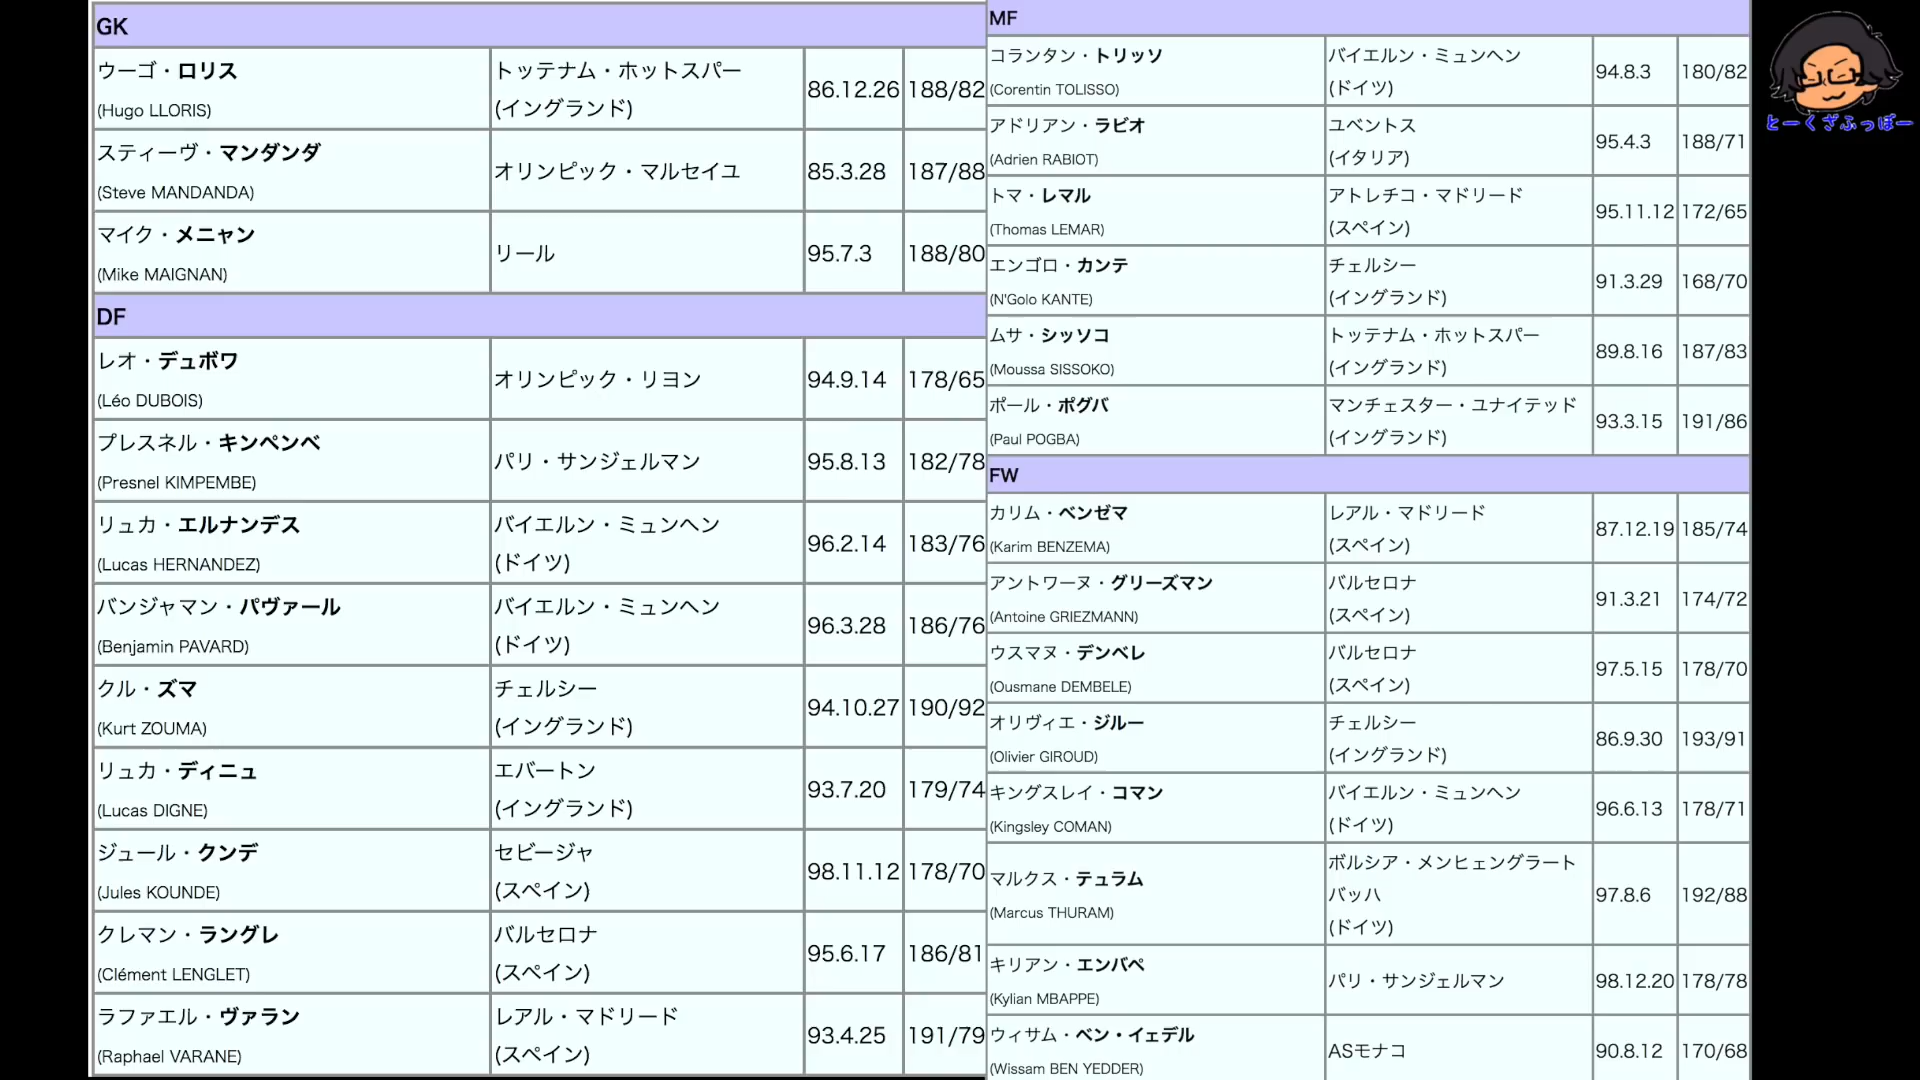 GK
ウーゴ・ロリス
(Hugo LLORIS)
トッテナム・ホットスパー
(イングランド)
86.12.26
188/82
スティーヴ・マンダンダ
(Steve MANDANDA)
オリンピック・マルセイユ
85.3.28
187/88
マイク・メニャン
(Mike MAIGNAN)
リール
95.7.3
188/80
DF
レオ・デュボワ
(Léo DUBOIS)
オリンピック・リヨン
94.9.14
178/65
プレスネル・キンペンベ
(Presnel KIMPEMBE)
パリ・サンジェルマン
95.8.13
182/78
リュカ・エルナンデス
(Lucas HERNANDEZ)
バイエルン・ミュンヘン
(ドイツ)
96.2.14
183/76
バンジャマン・パヴァール
(Benjamin PAVARD)
バイエルン・ミュンヘン
(ドイツ)
96.3.28
186/76
クル・ズマ
(Kurt ZOUMA)
チェルシー
(イングランド)
94.10.27
190/92
リュカ・ディニュ
(Lucas DIGNE)
エバートン
(イングランド)
93.7.20
179/74
ジュール・クンデ
(Jules KOUNDE)
セビージャ
(スペイン)
98.11.12
178/70
クレマン・ラングレ
(Clément LENGLET)
バルセロナ
(スペイン)
95.6.17
186/81
ラファエル・ヴァラン
(Raphael VARANE)
レアル・マドリード
(スペイン)
93.4.25
191/79
MF
コランタン・トリッソ
(Corentin TOLISSO)
バイエルン・ミュンヘン
(ドイツ)
94.8.3
180/82
アドリアン・ラビオ
(Adrien RABIOT)
ユベントス
(イタリア)
95.4.3
188/71
トマ・レマル
(Thomas LEMAR)
アトレチコ・マドリード
(スペイン)
95.11.12
172/65
エンゴロ・カンテ
(N'Golo KANTE)
チェルシー
(イングランド)
91.3.29
168/70
ムサ・シッソコ
(Moussa SISSOKO)
トッテナム・ホットスパー
(イングランド)
89.8.16
187/83
ポール・ポグバ
(Paul POGBA)
マンチェスター・ユナイテッド
(イングランド)
93.3.15
191/86
FW
カリム・ベンゼマ
(Karim BENZEMA)
レアル・マドリード
(スペイン)
87.12.19
185/74
アントワーヌ・グリーズマン
(Antoine GRIEZMANN)
バルセロナ
(スペイン)
91.3.21
174/72
ウスマヌ・デンベレ
(Ousmane DEMBELE)
バルセロナ
(スペイン)
97.5.15
178/70
オリヴィエ・ジルー
(Olivier GIROUD)
チェルシー
(イングランド)
86.9.30
193/91
キングスレイ・コマン
(Kingsley COMAN)
バイエルン・ミュンヘン
(ドイツ)
96.6.13
178/71
マルクス・テュラム
(Marcus THURAM)
ボルシア・メンヒェングラート
バッハ
(ドイツ)
97.8.6
192/88
キリアン・エンバペ
(Kylian MBAPPE)
パリ・サンジェルマン
98.12.20
178/78
ウィサム・ベン・イェデル
(Wissam BEN YEDDER)
ASモナコ
90.8.12
170/68
とーくざふっぼー